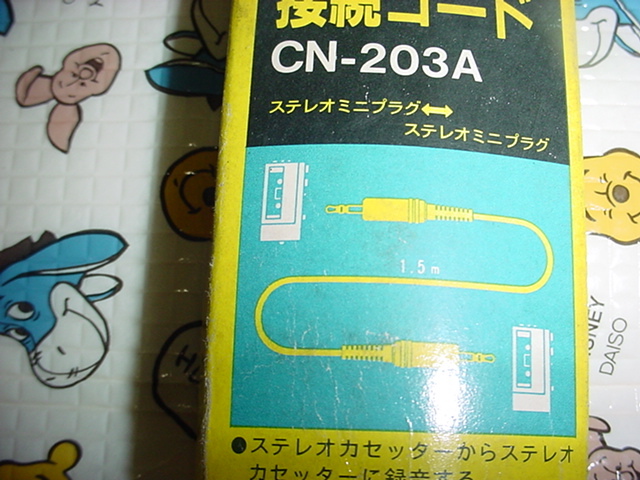 接続コード
CN-203A
ステレオミニプラグ⟷
ステレオミニプラグ
1.5m
●ステレオカセッターからステレオ
カセッターに録音する
DAISO